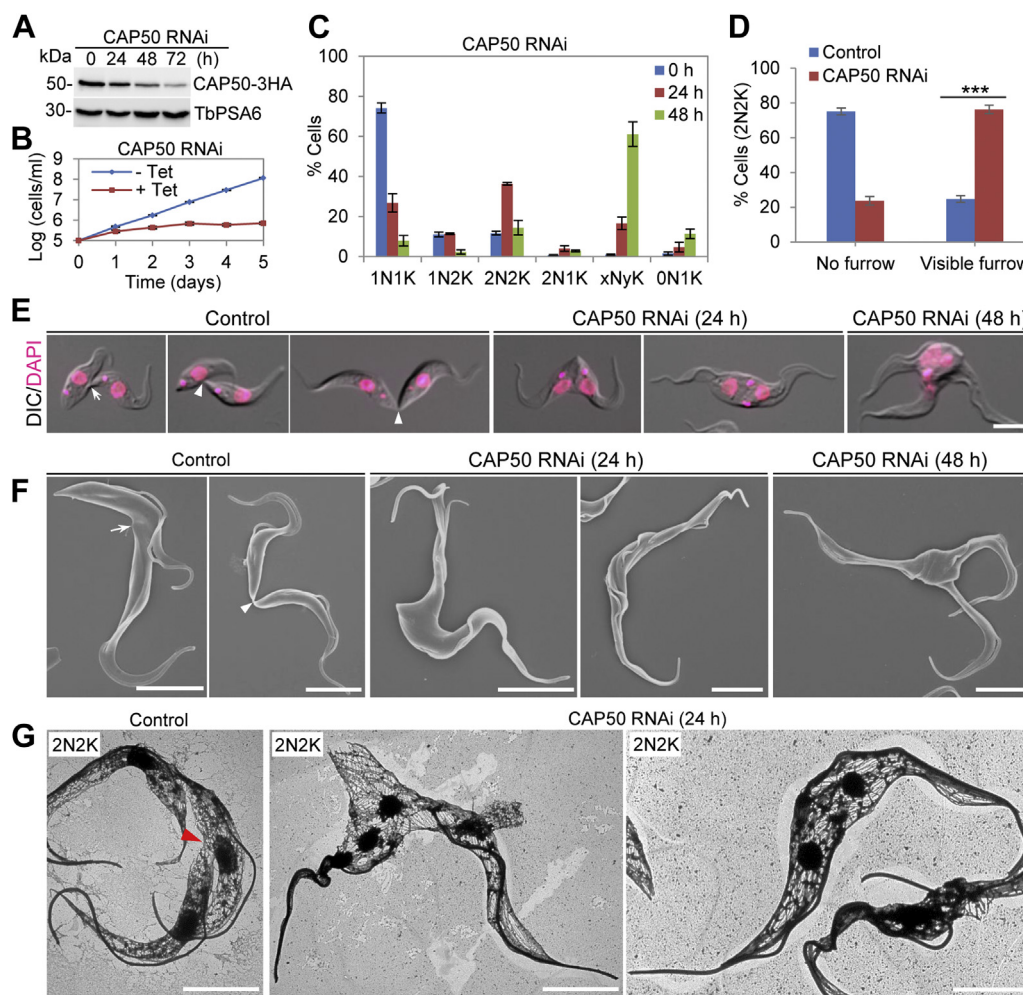 A
CAP50 RNAi
kDa 0 24 48 72 (h)
50- CAP50-3HA
30- TbPSA6
B
CAP50 RNAi
Log (cells/ml)
9
8
7
6
5
- Tet
+ Tet
0 1 2 3 4 5
Time (days)
C
CAP50 RNAi
% Cells
100
80
60
40
20
0
0 h
24 h
48 h
1N1K 1N2K 2N2K 2N1K xNyK 0N1K
D
Control
CAP50 RNAi
% Cells (2N2K)
80
60
40
20
0
***
No furrow Visible furrow
E
Control CAP50 RNAi (24 h) CAP50 RNAi (48 h)
DIC/DAPI
F
Control CAP50 RNAi (24 h) CAP50 RNAi (48 h)
G
Control CAP50 RNAi (24 h)
2N2K 2N2K 2N2K